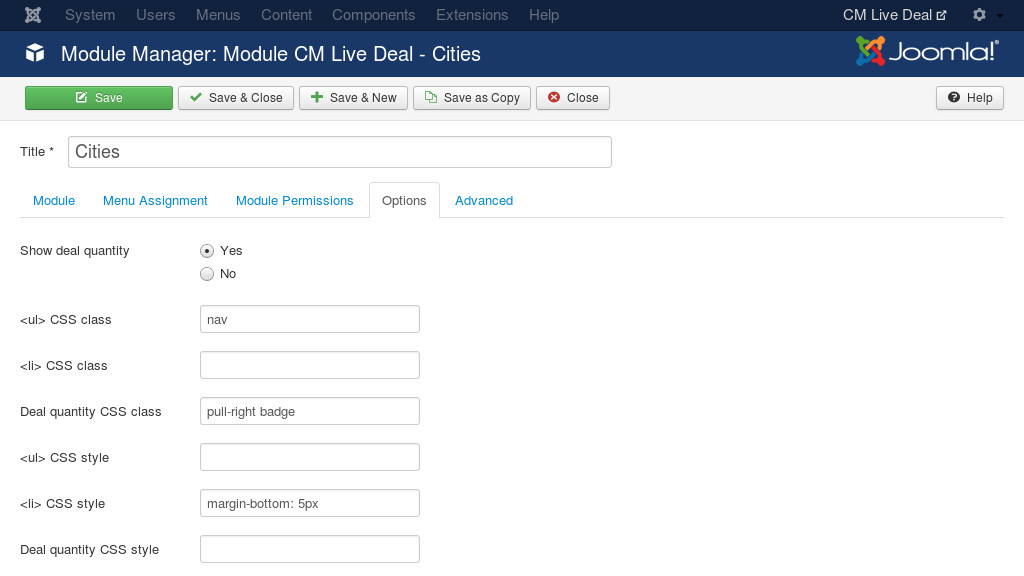 System Users Menus Content Components Extensions Help CM Live Deal
Module Manager: Module CM Live Deal - Cities Joomla!®
Save Save & Close Save & New Save as Copy Close Help
Title * Cities
Module Menu Assignment Module Permissions Options Advanced
Show deal quantity Yes
No
<ul> CSS class nav
<li> CSS class
Deal quantity CSS class pull-right badge
<ul> CSS style
<li> CSS style margin-bottom: 5px
Deal quantity CSS style